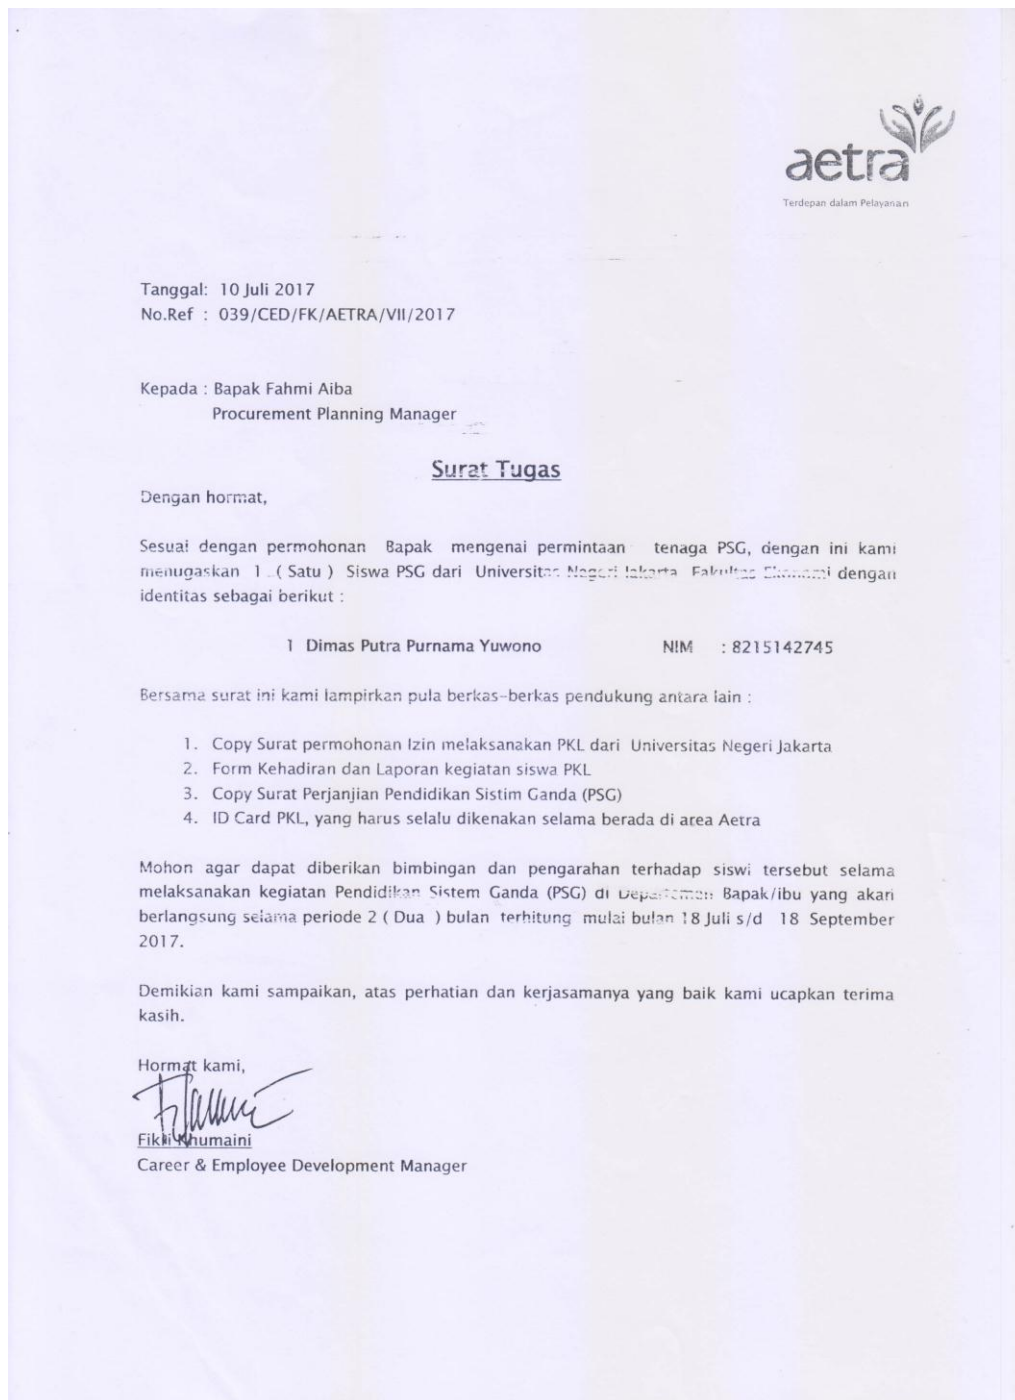 aetra
Terdepan dalam Pelayanan
Tanggal: 10 Juli 2017
No.Ref : 039/CED/FK/AETRA/VII/2017
Kepada : Bapak Fahmi Aiba
Procurement Planning Manager
Surat Tugas
Dengan hormat,
Sesuai dengan permohonan Bapak mengenai permintaan tenaga PSG, dengan ini kami
menugaskan 1 ( Satu ) Siswa PSG dari Universitas Negeri Jakarta Fakultas Ekonomi dengan
identitas sebagai berikut :
1 Dimas Putra Purnama Yuwono NIM : 8215142745
Bersama surat ini kami lampirkan pula berkas-berkas pendukung antara lain :
1. Copy Surat permohonan Izin melaksanakan PKL dari Universitas Negeri Jakarta
2. Form Kehadiran dan Laporan kegiatan siswa PKL
3. Copy Surat Perjanjian Pendidikan Sistim Ganda (PSG)
4. ID Card PKL, yang harus selalu dikenakan selama berada di area Aetra
Mohon agar dapat diberikan bimbingan dan pengarahan terhadap siswi tersebut selama
melaksanakan kegiatan Pendidikan Sistem Ganda (PSG) di Departemen Bapak/ibu yang akan
berlangsung selama periode 2 ( Dua ) bulan terhitung mulai bulan 18 Juli s/d 18 September
2017.
Demikian kami sampaikan, atas perhatian dan kerjasamanya yang baik kami ucapkan terima
kasih.
Hormat kami,
Fikri Khumaini
Career & Employee Development Manager